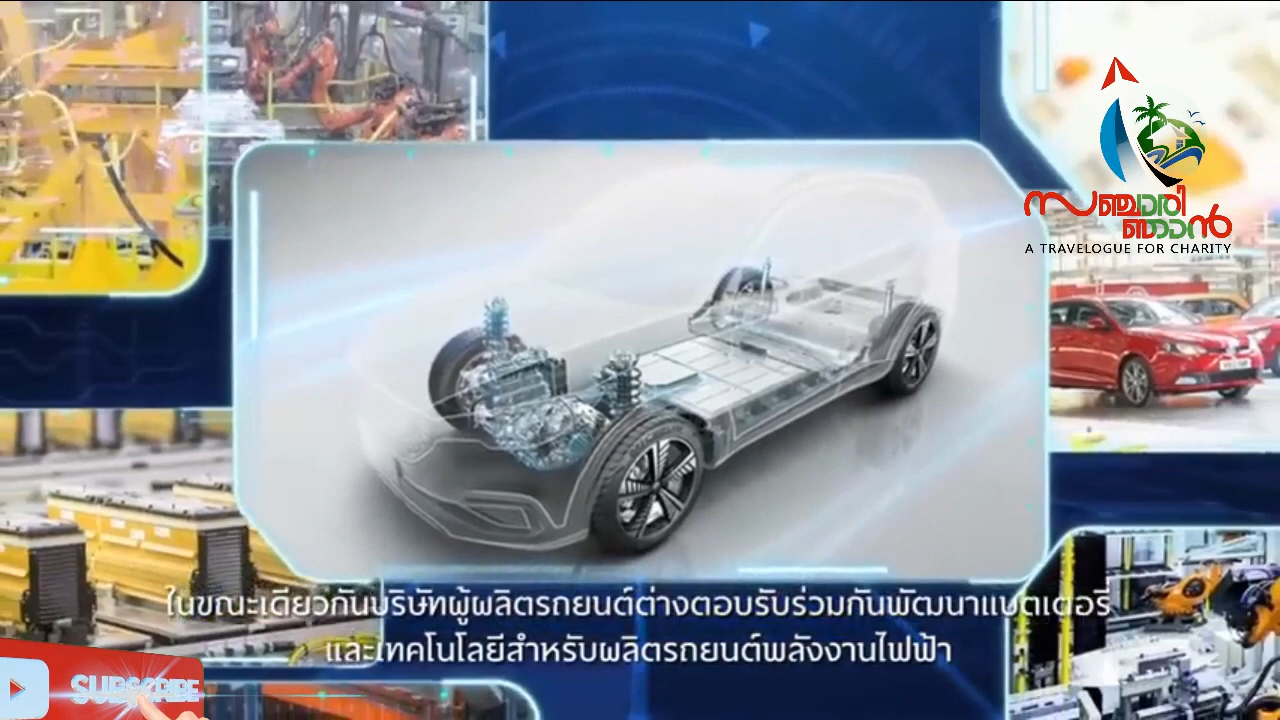 സഞ്ചാരി
ഞാൻ
A TRAVELOGUE FOR CHARITY
ในขณะเดียวกันบริษัทผู้ผลิตรถยนต์ต่างตอบรับร่วมกันพัฒนาแบตเตอรี่
และเทคโนโลยีสำหรับผลิตรถยนต์พลังงานไฟฟ้า
SUBSCRIBE